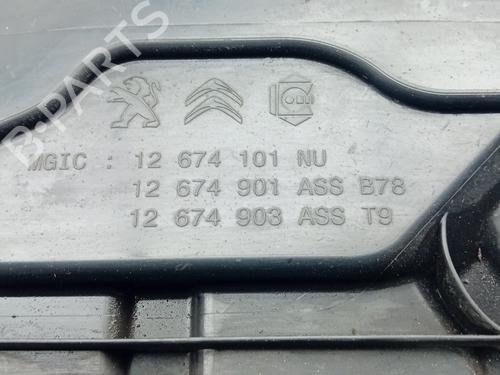 B-PARTS
MGIC : 12 674 101 NU
12 674 901 ASS B78
12 674 903 ASS T9